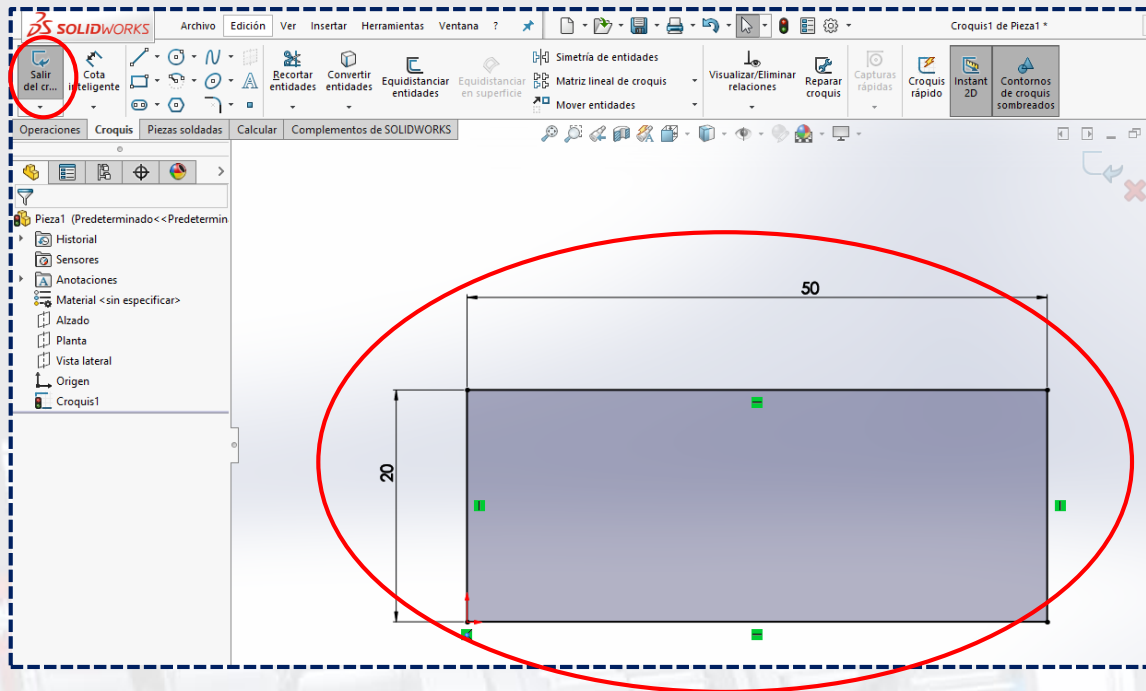 SOLIDWORKS Archivo Edición Ver Insertar Herramientas Ventana ? Croquis1 de Pieza1 *
Salir
del cr...
Cota
inteligente
Recortar
entidades
Convertir
entidades
Equidistanciar
entidades
Equidistanciar
en superficie
Simetría de entidades
Matriz lineal de croquis
Mover entidades
Visualizar/Eliminar
relaciones
Reparar
croquis
Capturas
rápidas
Croquis
rápido
Instant
2D
Contornos
de croquis
sombreados
Operaciones Croquis Piezas soldadas Calcular Complementos de SOLIDWORKS
Pieza1 (Predeterminado<<Predetermin
Historial
Sensores
Anotaciones
Material <sin especificar>
Alzado
Planta
Vista lateral
Origen
Croquis1
50
20